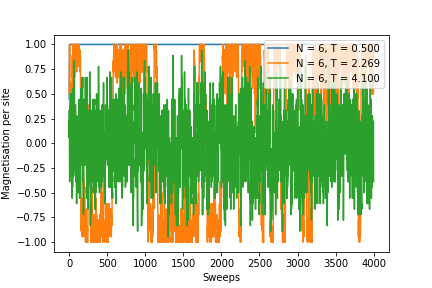 1.00
0.75
0.50
0.25
0.00
−0.25
−0.50
−0.75
−1.00
Magnetisation per site
N = 6, T = 0.500
N = 6, T = 2.269
N = 6, T = 4.100
0 500 1000 1500 2000 2500 3000 3500 4000
Sweeps